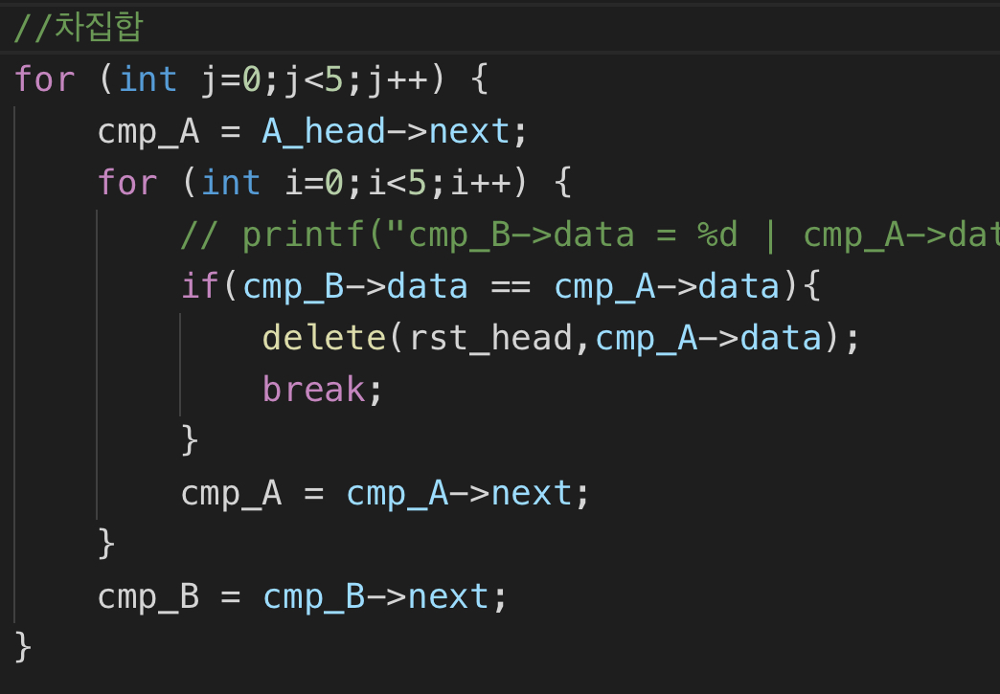 //차집합
for (int j=0;j<5;j++) {
cmp_A = A_head->next;
for (int i=0;i<5;i++) {
// printf("cmp_B->data = %d | cmp_A->dat
if(cmp_B->data == cmp_A->data){
delete(rst_head,cmp_A->data);
break;
}
cmp_A = cmp_A->next;
}
cmp_B = cmp_B->next;
}